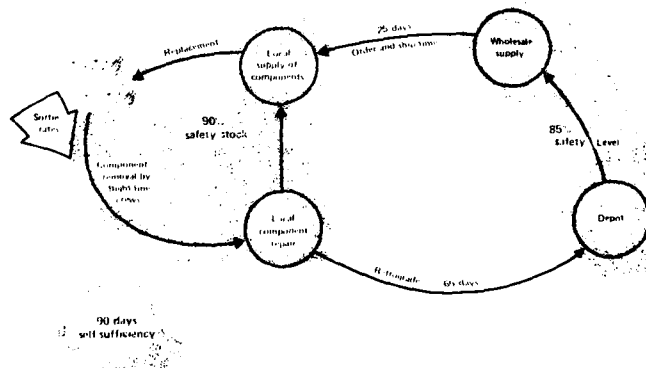 Replacement
Local
supply of
components
25 days
Order and ship time
Wholesale
supply
Sortie
rates
90%
safety stock
85%
safety Level
Component
removal by
flight line
crews
Local
component
repair
Depot
Retrograde 65 days
90 days
self sufficiency